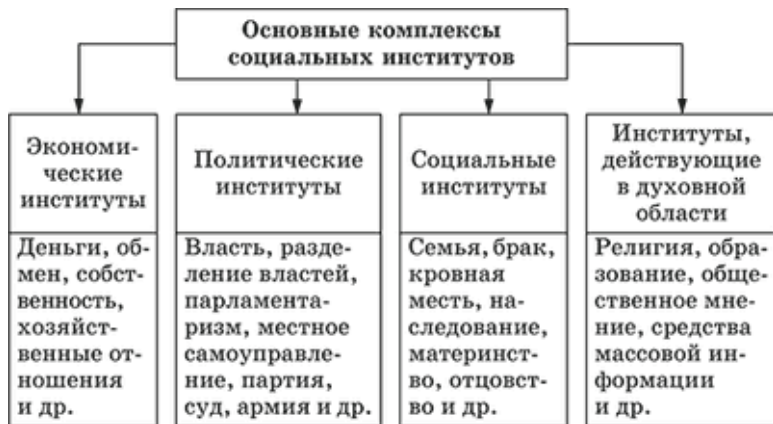 Основные комплексы
социальных институтов
Экономи-
ческие
институты
Политические
институты
Социальные
институты
Институты,
действующие
в духовной
области
Деньги, об-
мен, собст-
венность,
хозяйст-
венные от-
ношения
и др.
Власть, разде-
ление властей,
парламента-
ризм, местное
самоуправле-
ние, партия,
суд, армия и др.
Семья, брак,
кровная
месть, на-
следование,
материнст-
во, отцовст-
во и др.
Религия, обра-
зование, обще-
ственное мне-
ние, средства
массовой ин-
формации
и др.